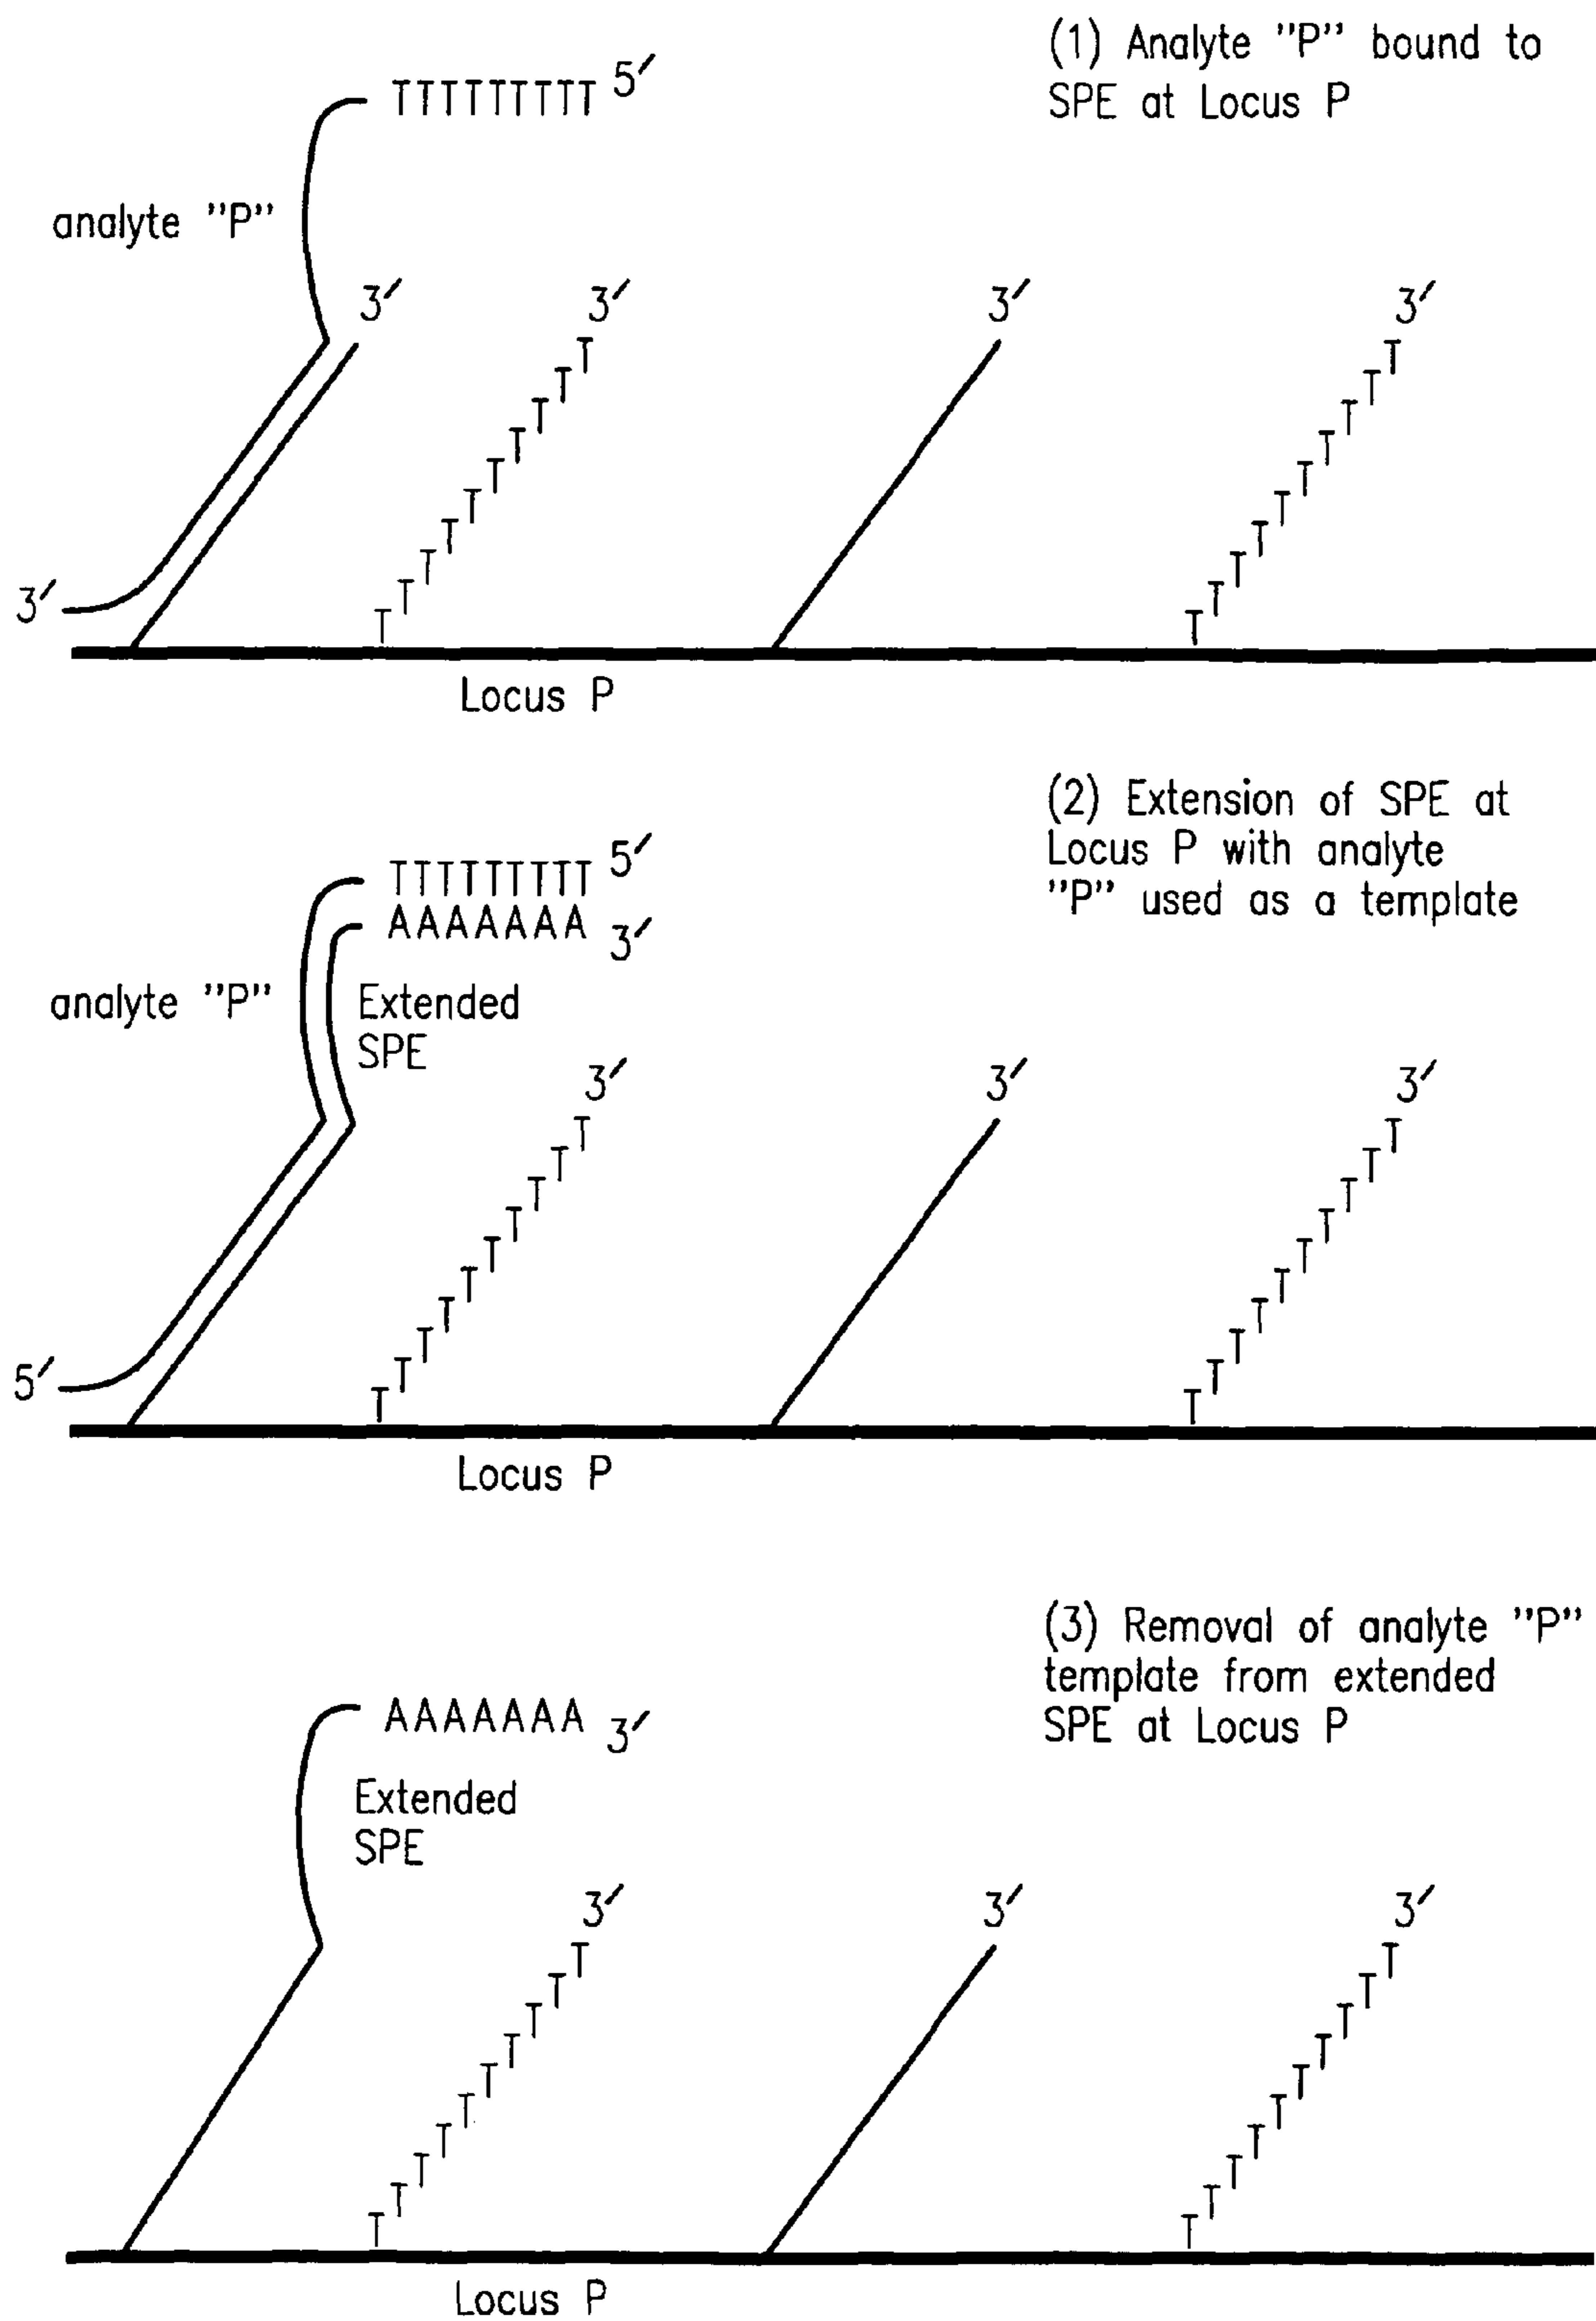 (1) Analyte "P" bound to
SPE at Locus P
TTTTTTTTT 5′
analyte "P"
3′
3′
3′
3′
TTTTTTTTTT
TTTTTTTTTT
3′
Locus P
(2) Extension of SPE at
Locus P with analyte
"P" used as a template
TTTTTTTTT 5′
AAAAAAA 3′
analyte "P"
Extended
SPE
3′
3′
3′
TTTTTTTTTT
TTTTTTTTTT
5′
Locus P
(3) Removal of analyte "P"
template from extended
SPE at Locus P
AAAAAAA 3′
Extended
SPE
3′
3′
3′
TTTTTTTTTT
TTTTTTTTTT
Locus P